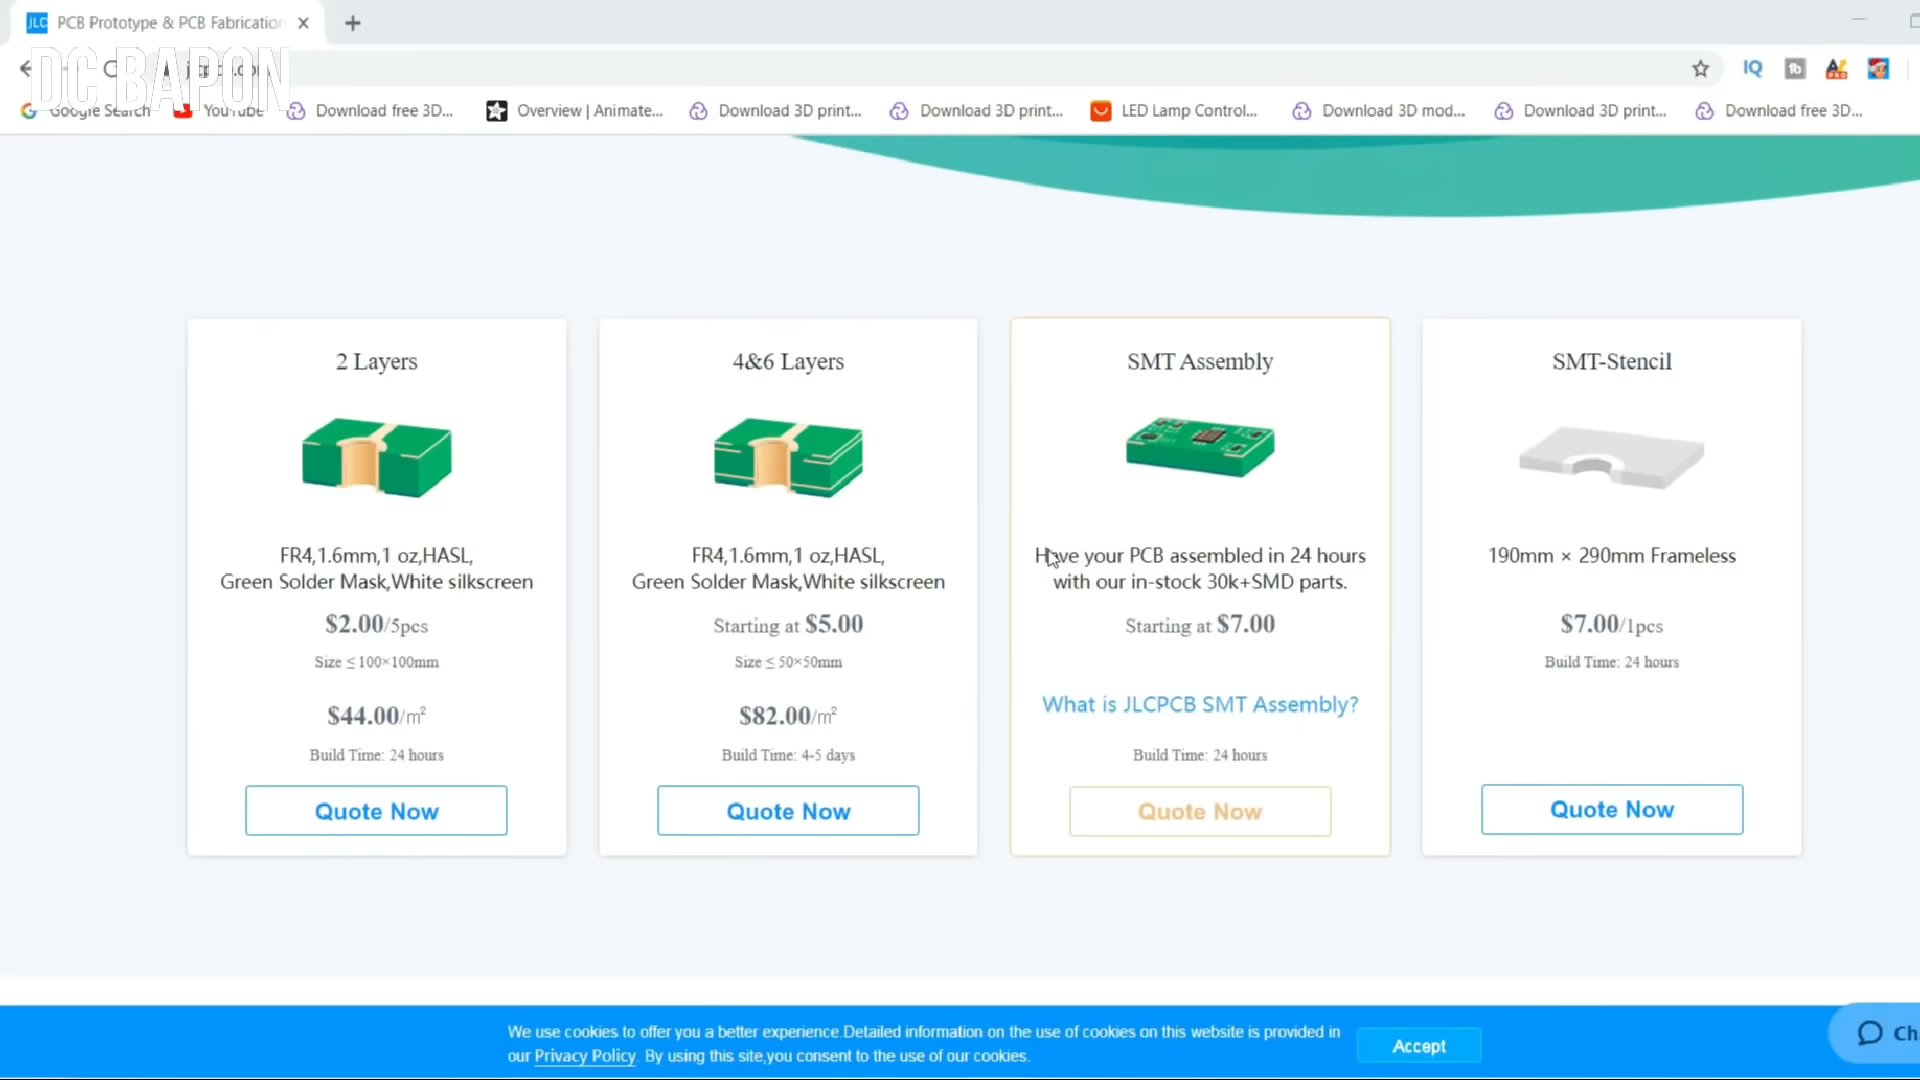 JLC PCB Prototype & PCB Fabrication
DC BAPON
IQ
Google Search
YouTube
Download free 3D...
Overview | Animate...
Download 3D print...
Download 3D print...
LED Lamp Control...
Download 3D mod...
Download 3D print...
Download free 3D...
2 Layers
FR4,1.6mm,1 oz,HASL,
Green Solder Mask,White silkscreen
$2.00/5pcs
Size ≤100×100mm
$44.00/m²
Build Time: 24 hours
Quote Now
4&6 Layers
FR4,1.6mm,1 oz,HASL,
Green Solder Mask,White silkscreen
Starting at $5.00
Size ≤ 50×50mm
$82.00/m²
Build Time: 4-5 days
Quote Now
SMT Assembly
Have your PCB assembled in 24 hours
with our in-stock 30k+SMD parts.
Starting at $7.00
What is JLCPCB SMT Assembly?
Build Time: 24 hours
Quote Now
SMT-Stencil
190mm × 290mm Frameless
$7.00/1pcs
Build Time: 24 hours
Quote Now
We use cookies to offer you a better experience.Detailed information on the use of cookies on this website is provided in
our Privacy Policy. By using this site,you consent to the use of our cookies.
Accept